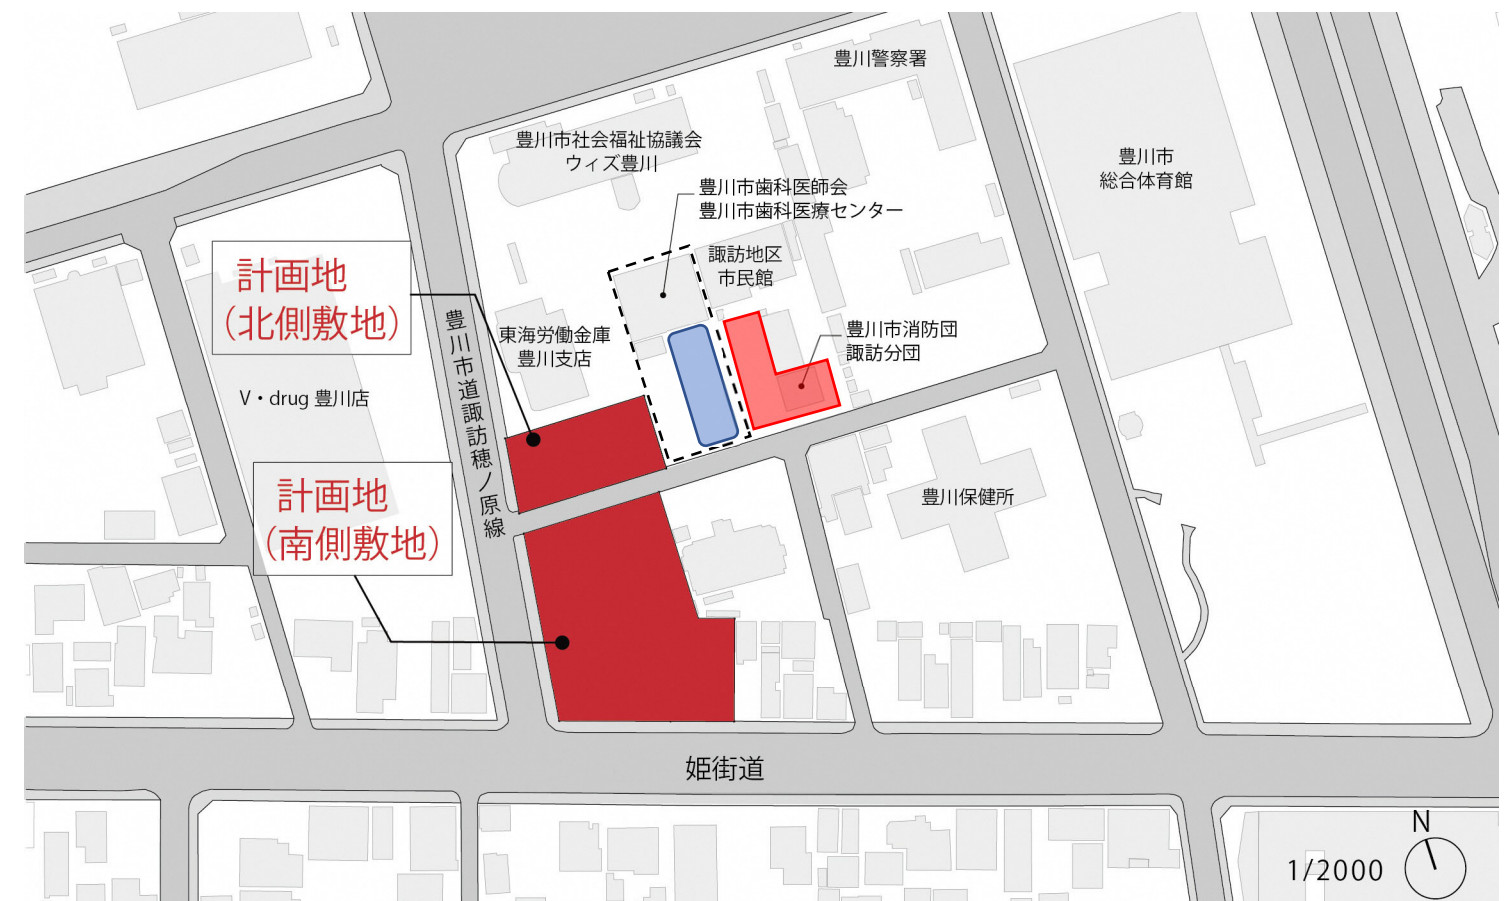 豊川警察署
豊川市社会福祉協議会
ウィズ豊川
豊川市
総合体育館
豊川市歯科医師会
豊川市歯科医療センター
諏訪地区
市民館
計画地
（北側敷地）
豊川市道諏訪穂ノ原線
東海労働金庫
豊川支店
豊川市消防団
諏訪分団
V・drug 豊川店
計画地
（南側敷地）
豊川保健所
姫街道
N
1/2000